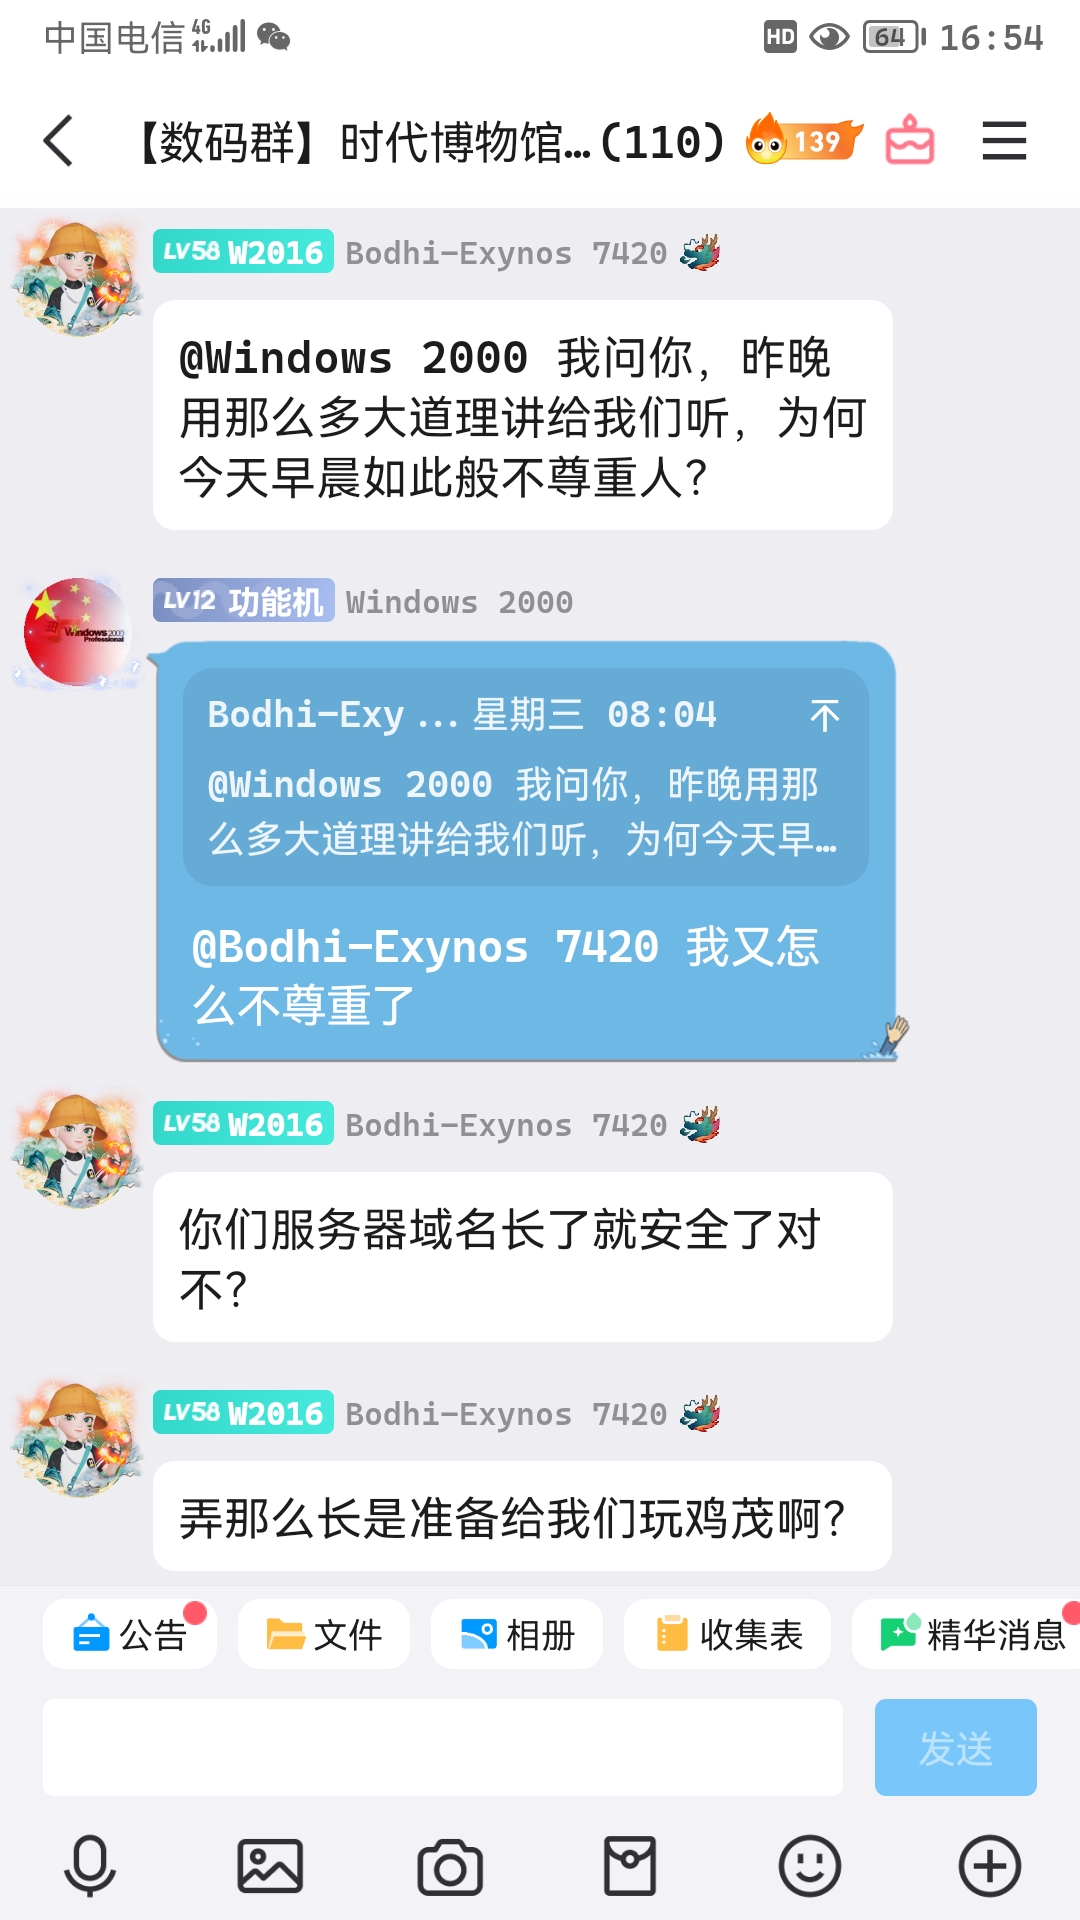 中国电信 4G HD 64 16:54
【数码群】时代博物馆...(110) 139
LV58 W2016 Bodhi-Exynos 7420
@Windows 2000 我问你，昨晚
用那么多大道理讲给我们听，为何
今天早晨如此般不尊重人？
LV12 功能机 Windows 2000
Windows 2000
Professional
Bodhi-Exy ... 星期三 08:04
@Windows 2000 我问你，昨晚用那
么多大道理讲给我们听，为何今天早...
@Bodhi-Exynos 7420 我又怎
么不尊重了
LV58 W2016 Bodhi-Exynos 7420
你们服务器域名长了就安全了对
不？
LV58 W2016 Bodhi-Exynos 7420
弄那么长是准备给我们玩鸡茂啊？
公告 文件 相册 收集表 精华消息
发送